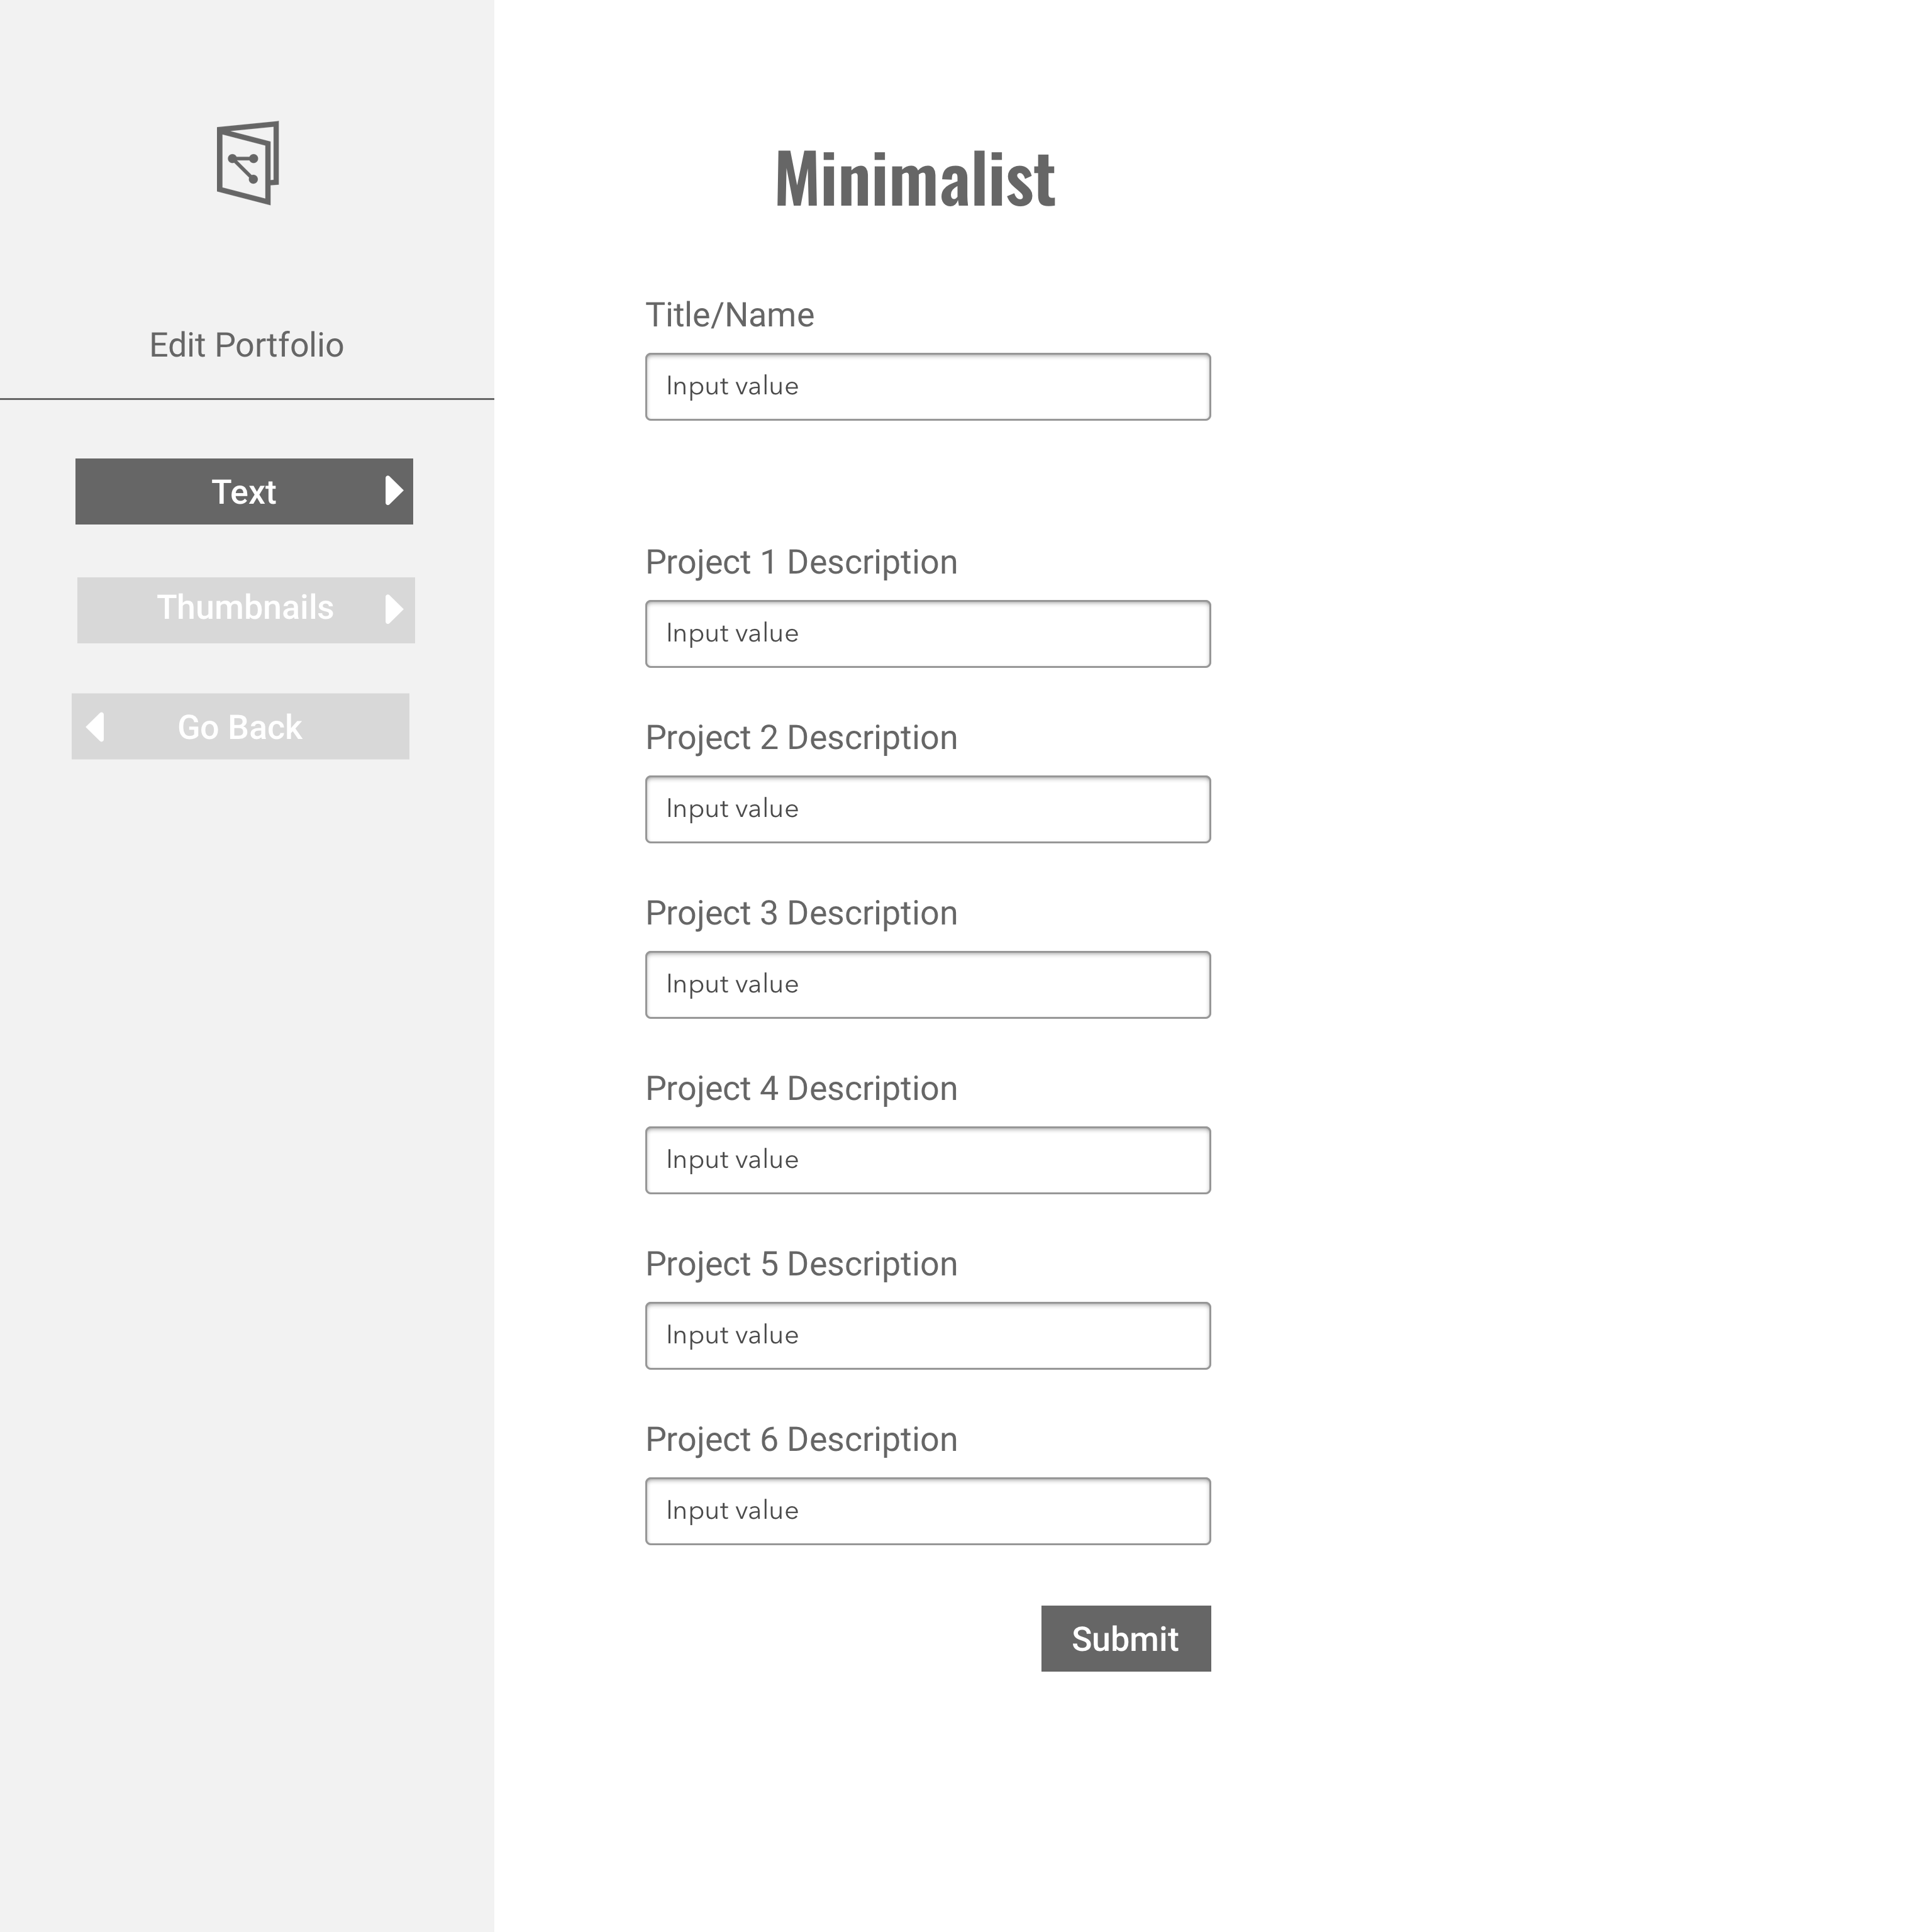 Edit Portfolio
Text
Thumbnails
Go Back
Minimalist
Title/Name
Input value
Project 1 Description
Input value
Project 2 Description
Input value
Project 3 Description
Input value
Project 4 Description
Input value
Project 5 Description
Input value
Project 6 Description
Input value
Submit